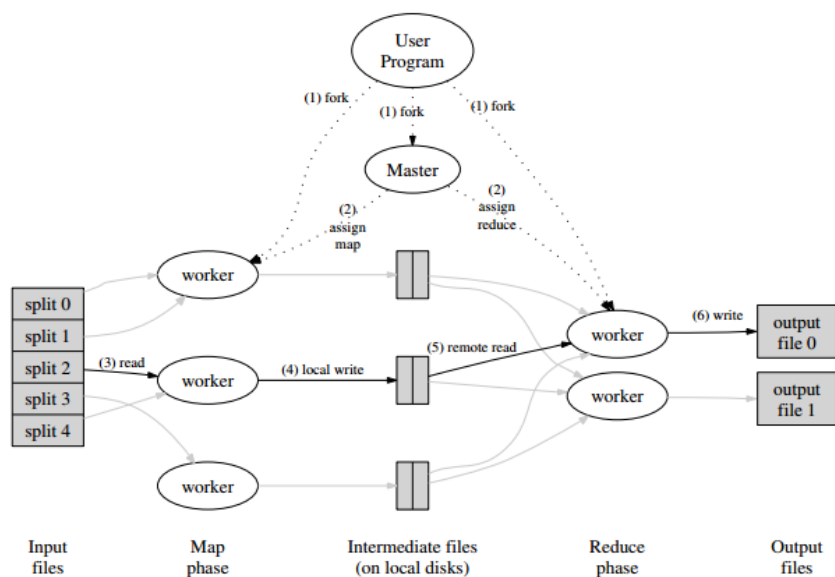 User
Program
(1) fork
(1) fork
(1) fork
Master
(2)
assign
map
(2)
assign
reduce
worker
split 0
split 1
split 2
split 3
split 4
(3) read
worker
(4) local write
(5) remote read
worker
(6) write
output
file 0
worker
output
file 1
worker
Input
files
Map
phase
Intermediate files
(on local disks)
Reduce
phase
Output
files